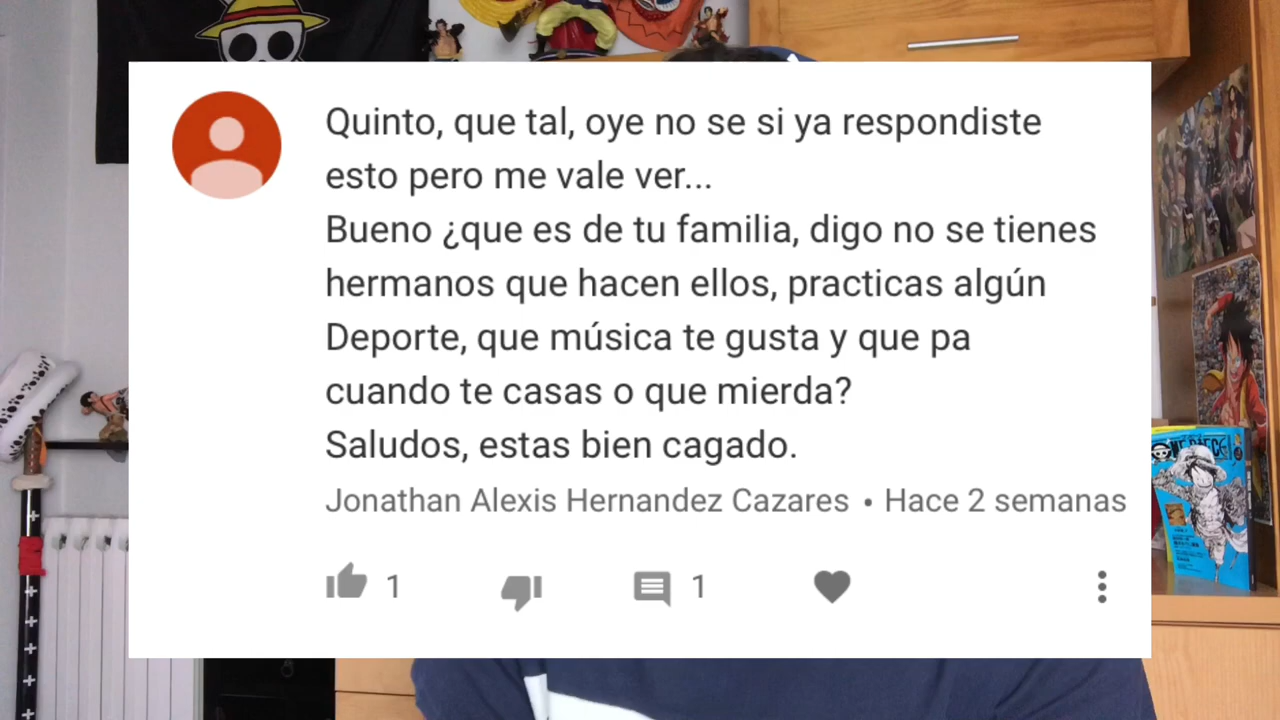 Quinto, que tal, oye no se si ya respondiste
esto pero me vale ver...
Bueno ¿que es de tu familia, digo no se tienes
hermanos que hacen ellos, practicas algún
Deporte, que música te gusta y que pa
cuando te casas o que mierda?
Saludos, estas bien cagado.
Jonathan Alexis Hernandez Cazares • Hace 2 semanas
1 1
ONE PIECE